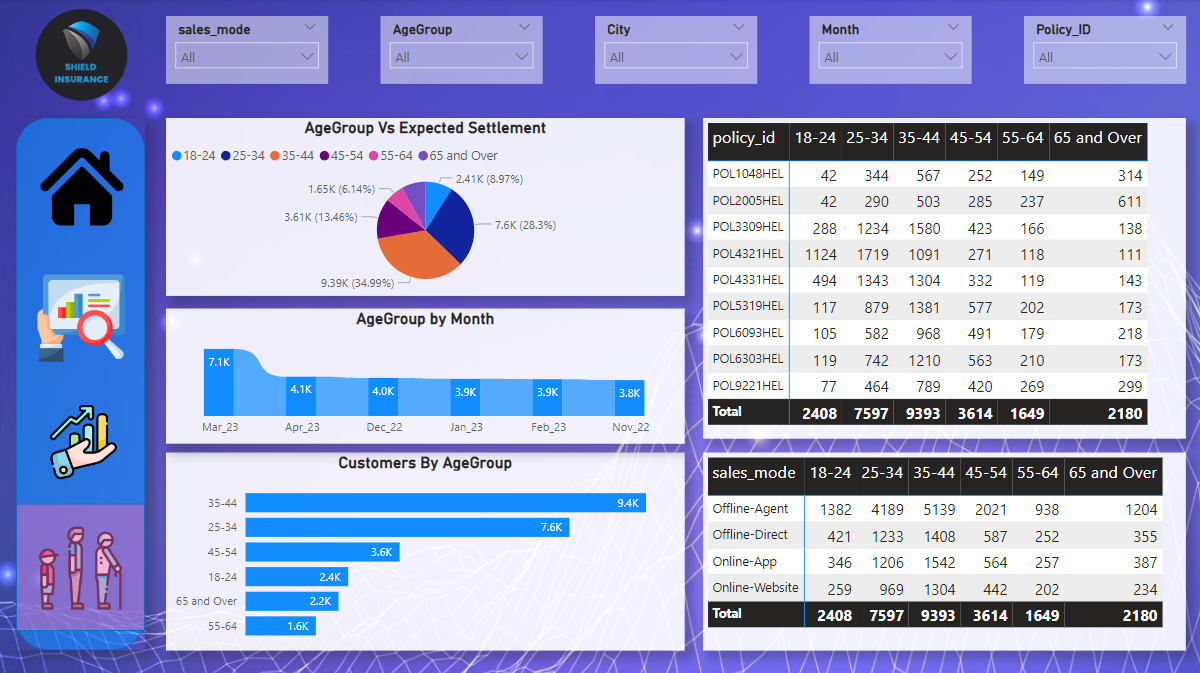 SHIELD
INSURANCE
sales_mode
All
AgeGroup
All
City
All
Month
All
Policy_ID
All
AgeGroup Vs Expected Settlement
18-24 25-34 35-44 45-54 55-64 65 and Over
2.41K (8.97%)
1.65K (6.14%)
3.61K (13.46%)
7.6K (28.3%)
9.39K (34.99%)
AgeGroup by Month
7.1K 4.1K 4.0K 3.9K 3.9K 3.8K
Mar_23 Apr_23 Dec_22 Jan_23 Feb_23 Nov_22
Customers By AgeGroup
35-44 9.4K
25-34 7.6K
45-54 3.6K
18-24 2.4K
65 and Over 2.2K
55-64 1.6K
policy_id 18-24 25-34 35-44 45-54 55-64 65 and Over
POL1048HEL 42 344 567 252 149 314
POL2005HEL 42 290 503 285 237 611
POL3309HEL 288 1234 1580 423 166 138
POL4321HEL 1124 1719 1091 271 118 111
POL4331HEL 494 1343 1304 332 119 143
POL5319HEL 117 879 1381 577 202 173
POL6093HEL 105 582 968 491 179 218
POL6303HEL 119 742 1210 563 210 173
POL9221HEL 77 464 789 420 269 299
Total 2408 7597 9393 3614 1649 2180
sales_mode 18-24 25-34 35-44 45-54 55-64 65 and Over
Offline-Agent 1382 4189 5139 2021 938 1204
Offline-Direct 421 1233 1408 587 252 355
Online-App 346 1206 1542 564 257 387
Online-Website 259 969 1304 442 202 234
Total 2408 7597 9393 3614 1649 2180